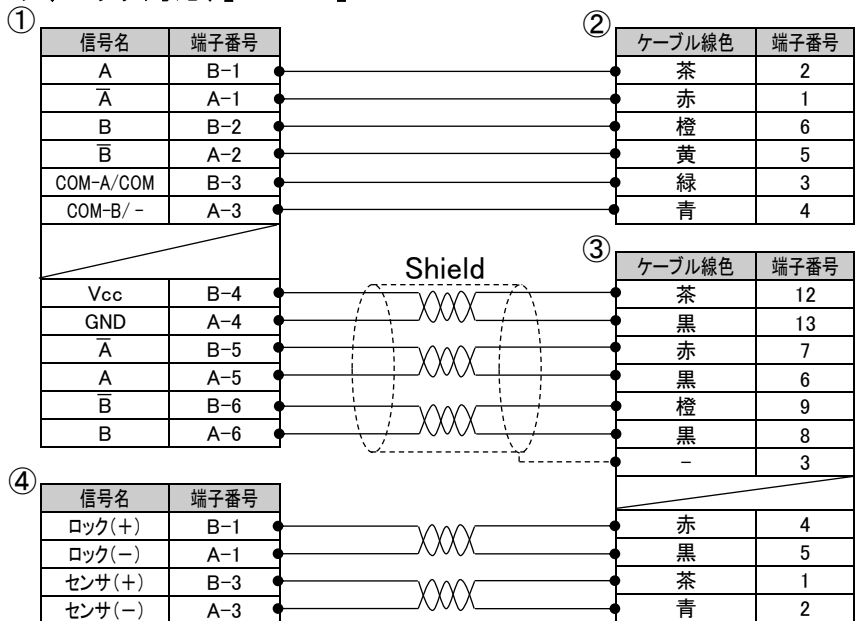 ①
信号名 端子番号
A B-1
A̅ A-1
B B-2
B̅ A-2
COM-A/COM B-3
COM-B/- A-3
Vcc B-4
GND A-4
A̅ B-5
A A-5
B̅ B-6
B A-6
②
ケーブル線色 端子番号
茶 2
赤 1
橙 6
黄 5
緑 3
青 4
Shield
③
ケーブル線色 端子番号
茶 12
黒 13
赤 7
黒 6
橙 9
黒 8
- 3
赤 4
黒 5
茶 1
青 2
④
信号名 端子番号
ロック(+) B-1
ロック(-) A-1
センサ(+) B-3
センサ(-) A-3